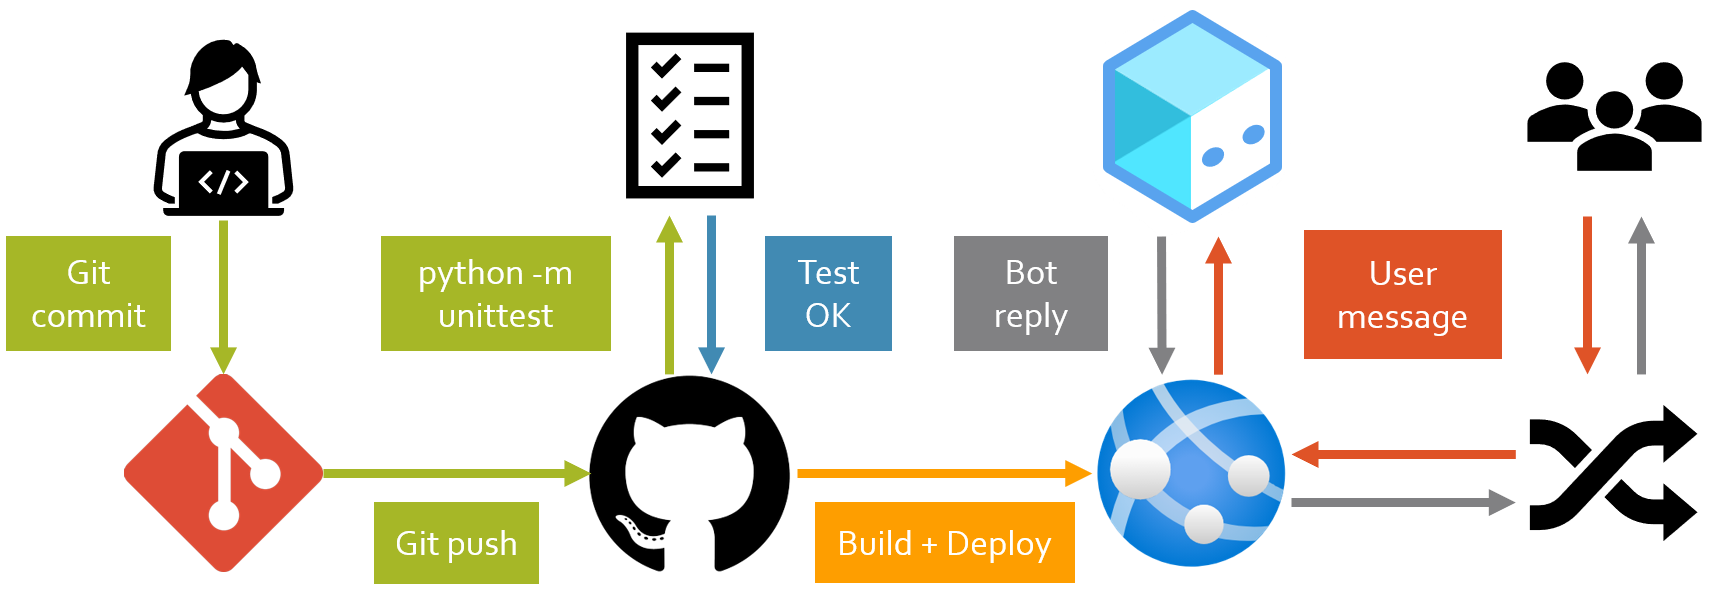 Git
commit
python -m
unittest
Test
OK
Bot
reply
User
message
Git push
Build + Deploy